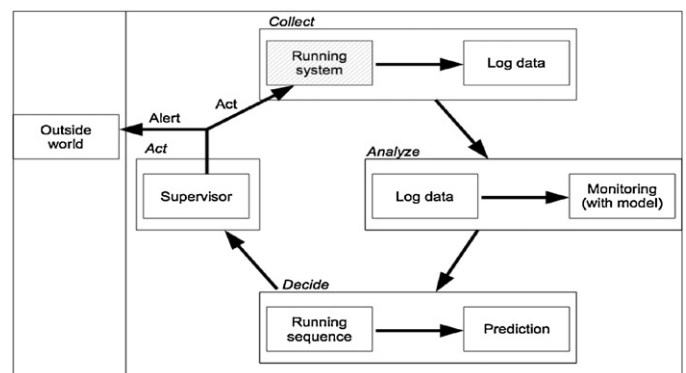 Collect
Running
system
Log data
Act
Alert
Outside
world
Act
Supervisor
Analyze
Log data
Monitoring
(with model)
Decide
Running
sequence
Prediction